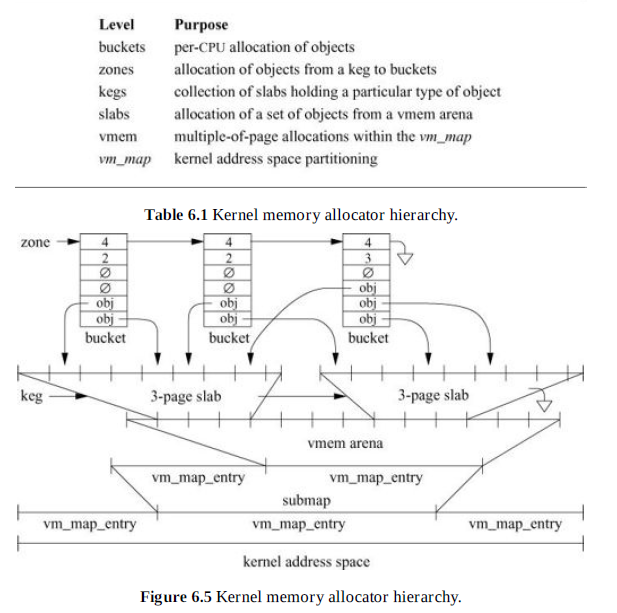 Level Purpose
buckets per-CPU allocation of objects
zones allocation of objects from a keg to buckets
kegs collection of slabs holding a particular type of object
slabs allocation of a set of objects from a vmem arena
vmem multiple-of-page allocations within the vm_map
vm_map kernel address space partitioning
Table 6.1 Kernel memory allocator hierarchy.
zone 4 4 4
2 2 3
∅ ∅ ∅
∅ ∅ obj
obj obj obj
obj obj obj
bucket bucket bucket
keg 3-page slab 3-page slab
vmem arena
vm_map_entry vm_map_entry
submap
vm_map_entry vm_map_entry vm_map_entry
kernel address space
Figure 6.5 Kernel memory allocator hierarchy.